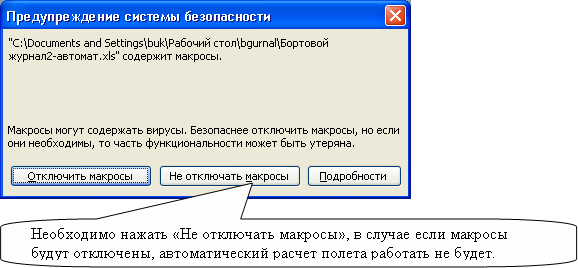 Предупреждение системы безопасности
"C:\Documents and Settings\buk\Рабочий стол\bgurnal\Бортовой
журнал2-автомат.xls" содержит макросы.
Макросы могут содержать вирусы. Безопаснее отключить макросы, но если
они необходимы, то часть функциональности может быть утеряна.
Отключить макросы
Не отключать макросы
Подробности
Необходимо нажать «Не отключать макросы», в случае если макросы
будут отключены, автоматический расчет полета работать не будет.